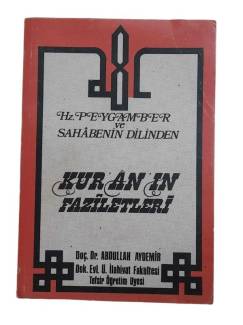 Hz. PEYGAMBER
ve
SAHÂBENİN DİLİNDEN
KUR'AN'IN
FAZİLETLERİ
Doç. Dr. ABDULLAH AYDEMİR
Dok. Eyl. Ü. İlahiyat Fakültesi
Tefsir Öğretim Üyesi